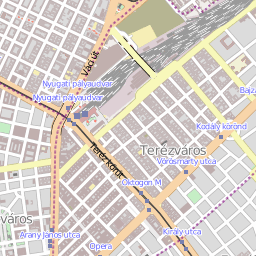 Váci út
Nyugati pályaudvar
Nyugati pályaudvar
Bajz
Kodály körönd
Teréz körút
Terézváros
Vörösmarty utca
Oktogon M
város
Arany János utca
Király utca
Opera